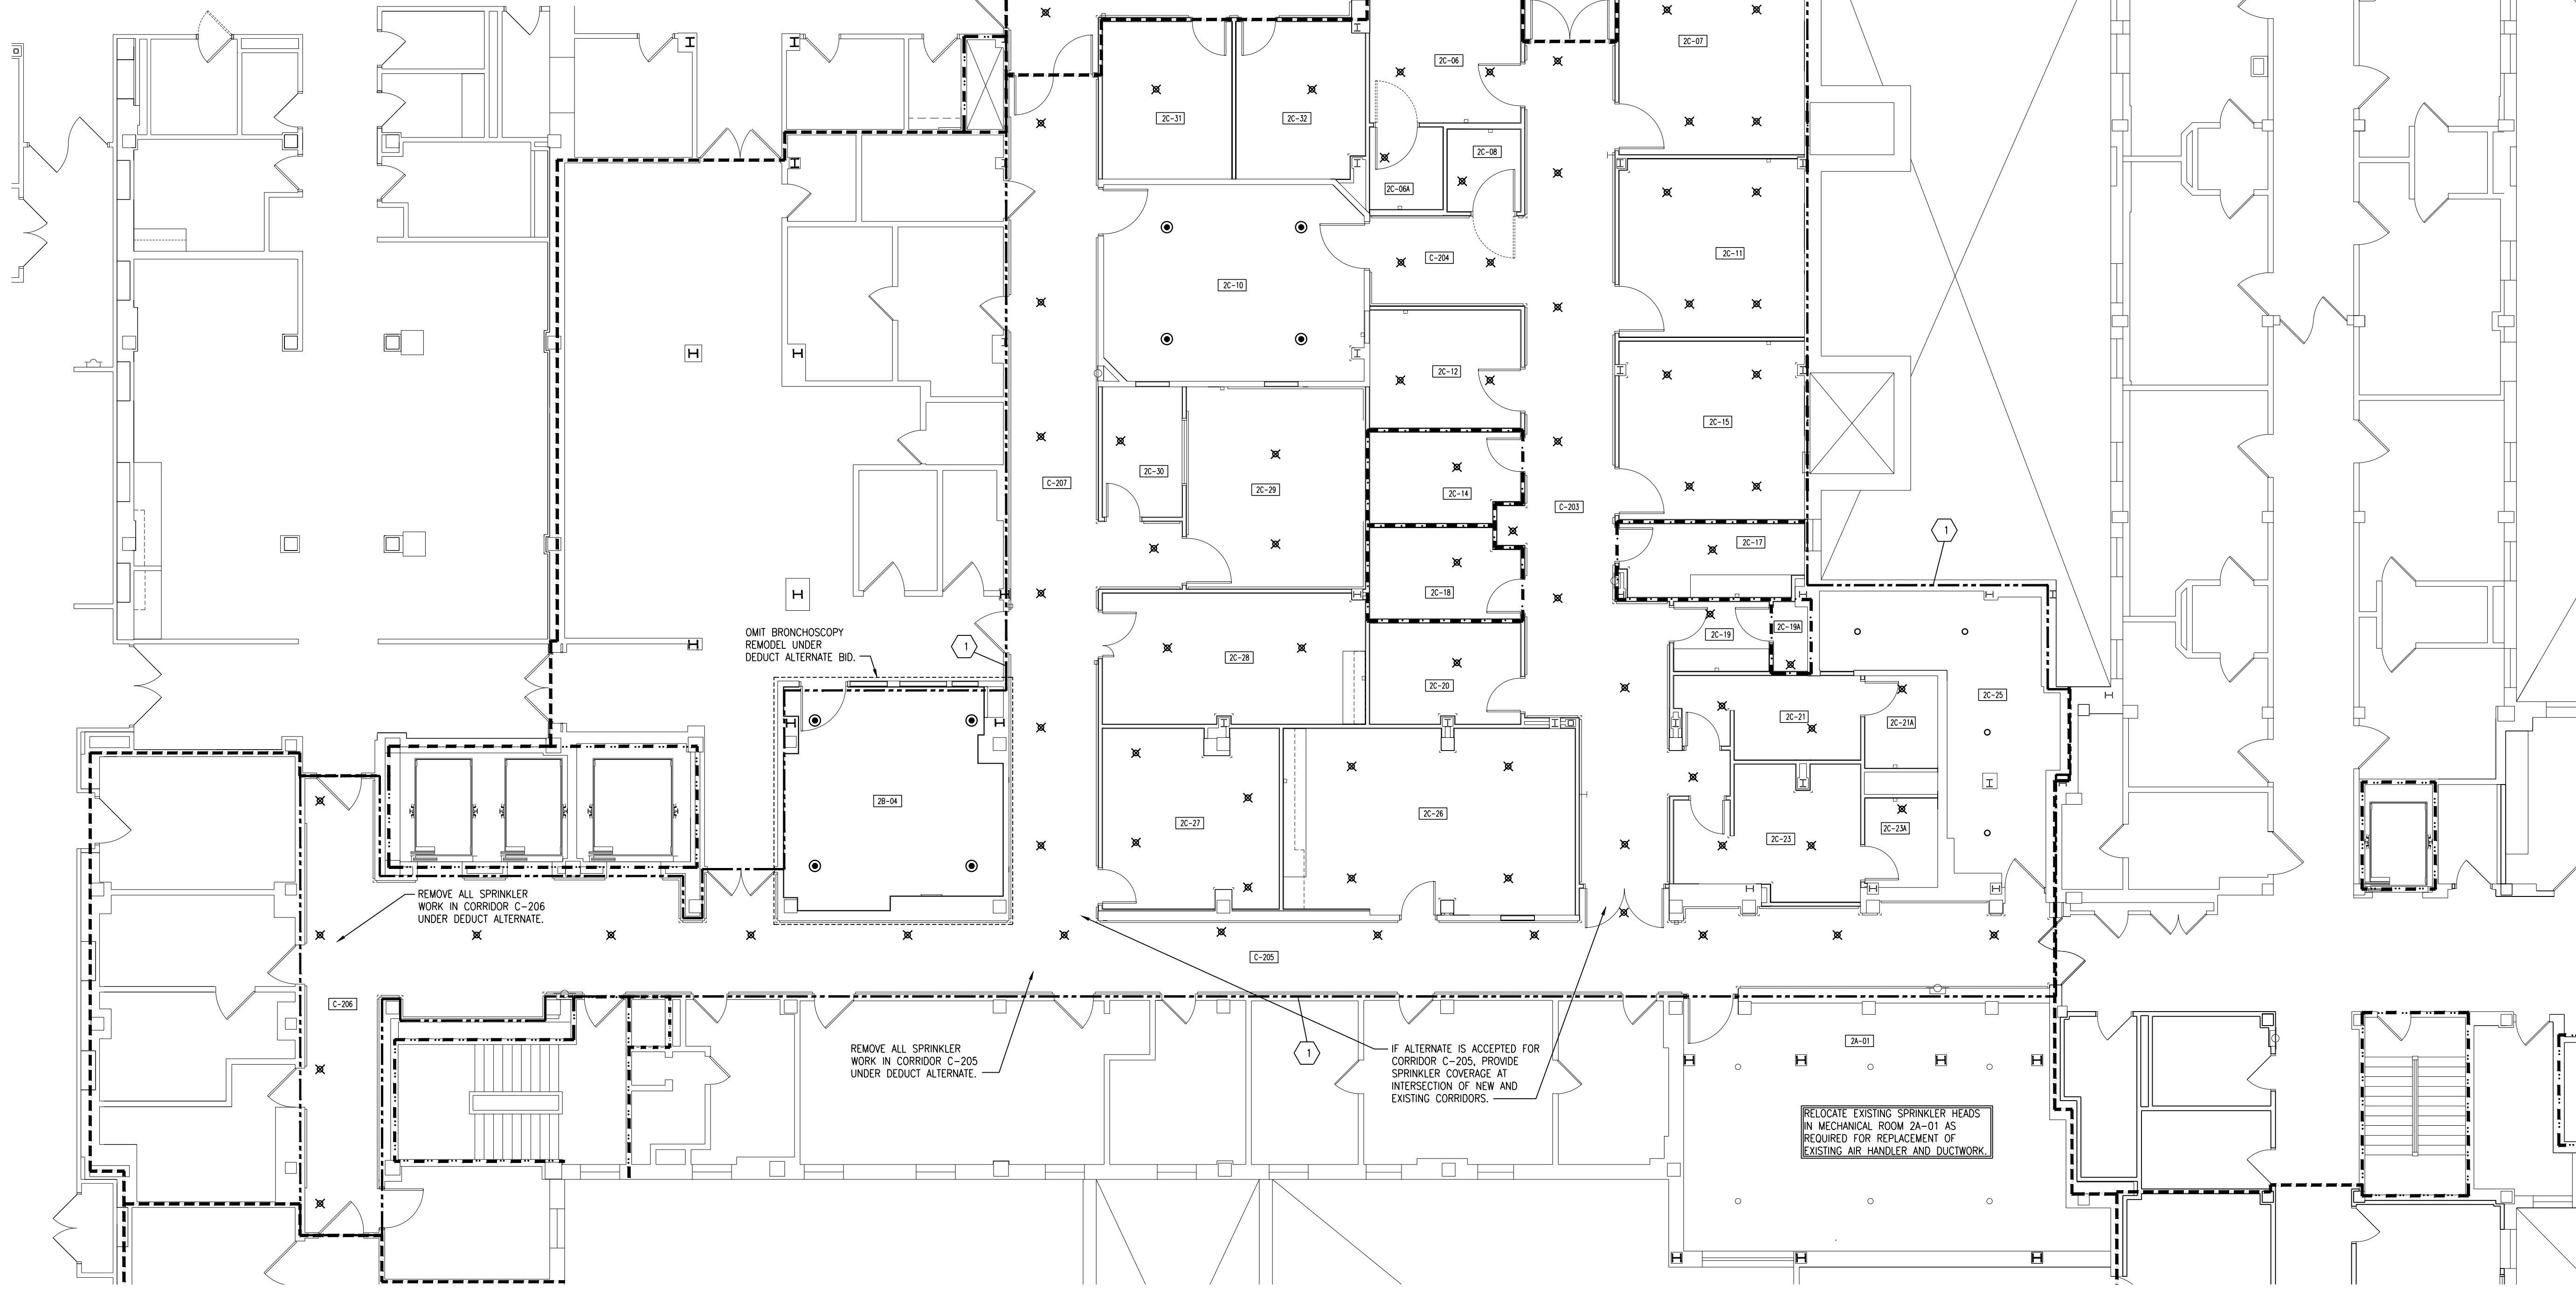 2C-07
2C-06
2C-31
2C-32
2C-08
2C-06A
2C-11
C-204
2C-10
2C-12
2C-15
2C-30
C-207
2C-29
2C-14
C-203
1
2C-17
2C-18
OMIT BRONCHOSCOPY
REMODEL UNDER
DEDUCT ALTERNATE BID.
1
2C-19
2C-19A
2C-28
2C-20
2C-25
2C-21
2C-21A
2B-04
2C-27
2C-26
2C-23
2C-23A
REMOVE ALL SPRINKLER
WORK IN CORRIDOR C-206
UNDER DEDUCT ALTERNATE.
C-205
C-206
REMOVE ALL SPRINKLER
WORK IN CORRIDOR C-205
UNDER DEDUCT ALTERNATE.
1
IF ALTERNATE IS ACCEPTED FOR
CORRIDOR C-205, PROVIDE
SPRINKLER COVERAGE AT
INTERSECTION OF NEW AND
EXISTING CORRIDORS.
2A-01
RELOCATE EXISTING SPRINKLER HEADS
IN MECHANICAL ROOM 2A-01 AS
REQUIRED FOR REPLACEMENT OF
EXISTING AIR HANDLER AND DUCTWORK.